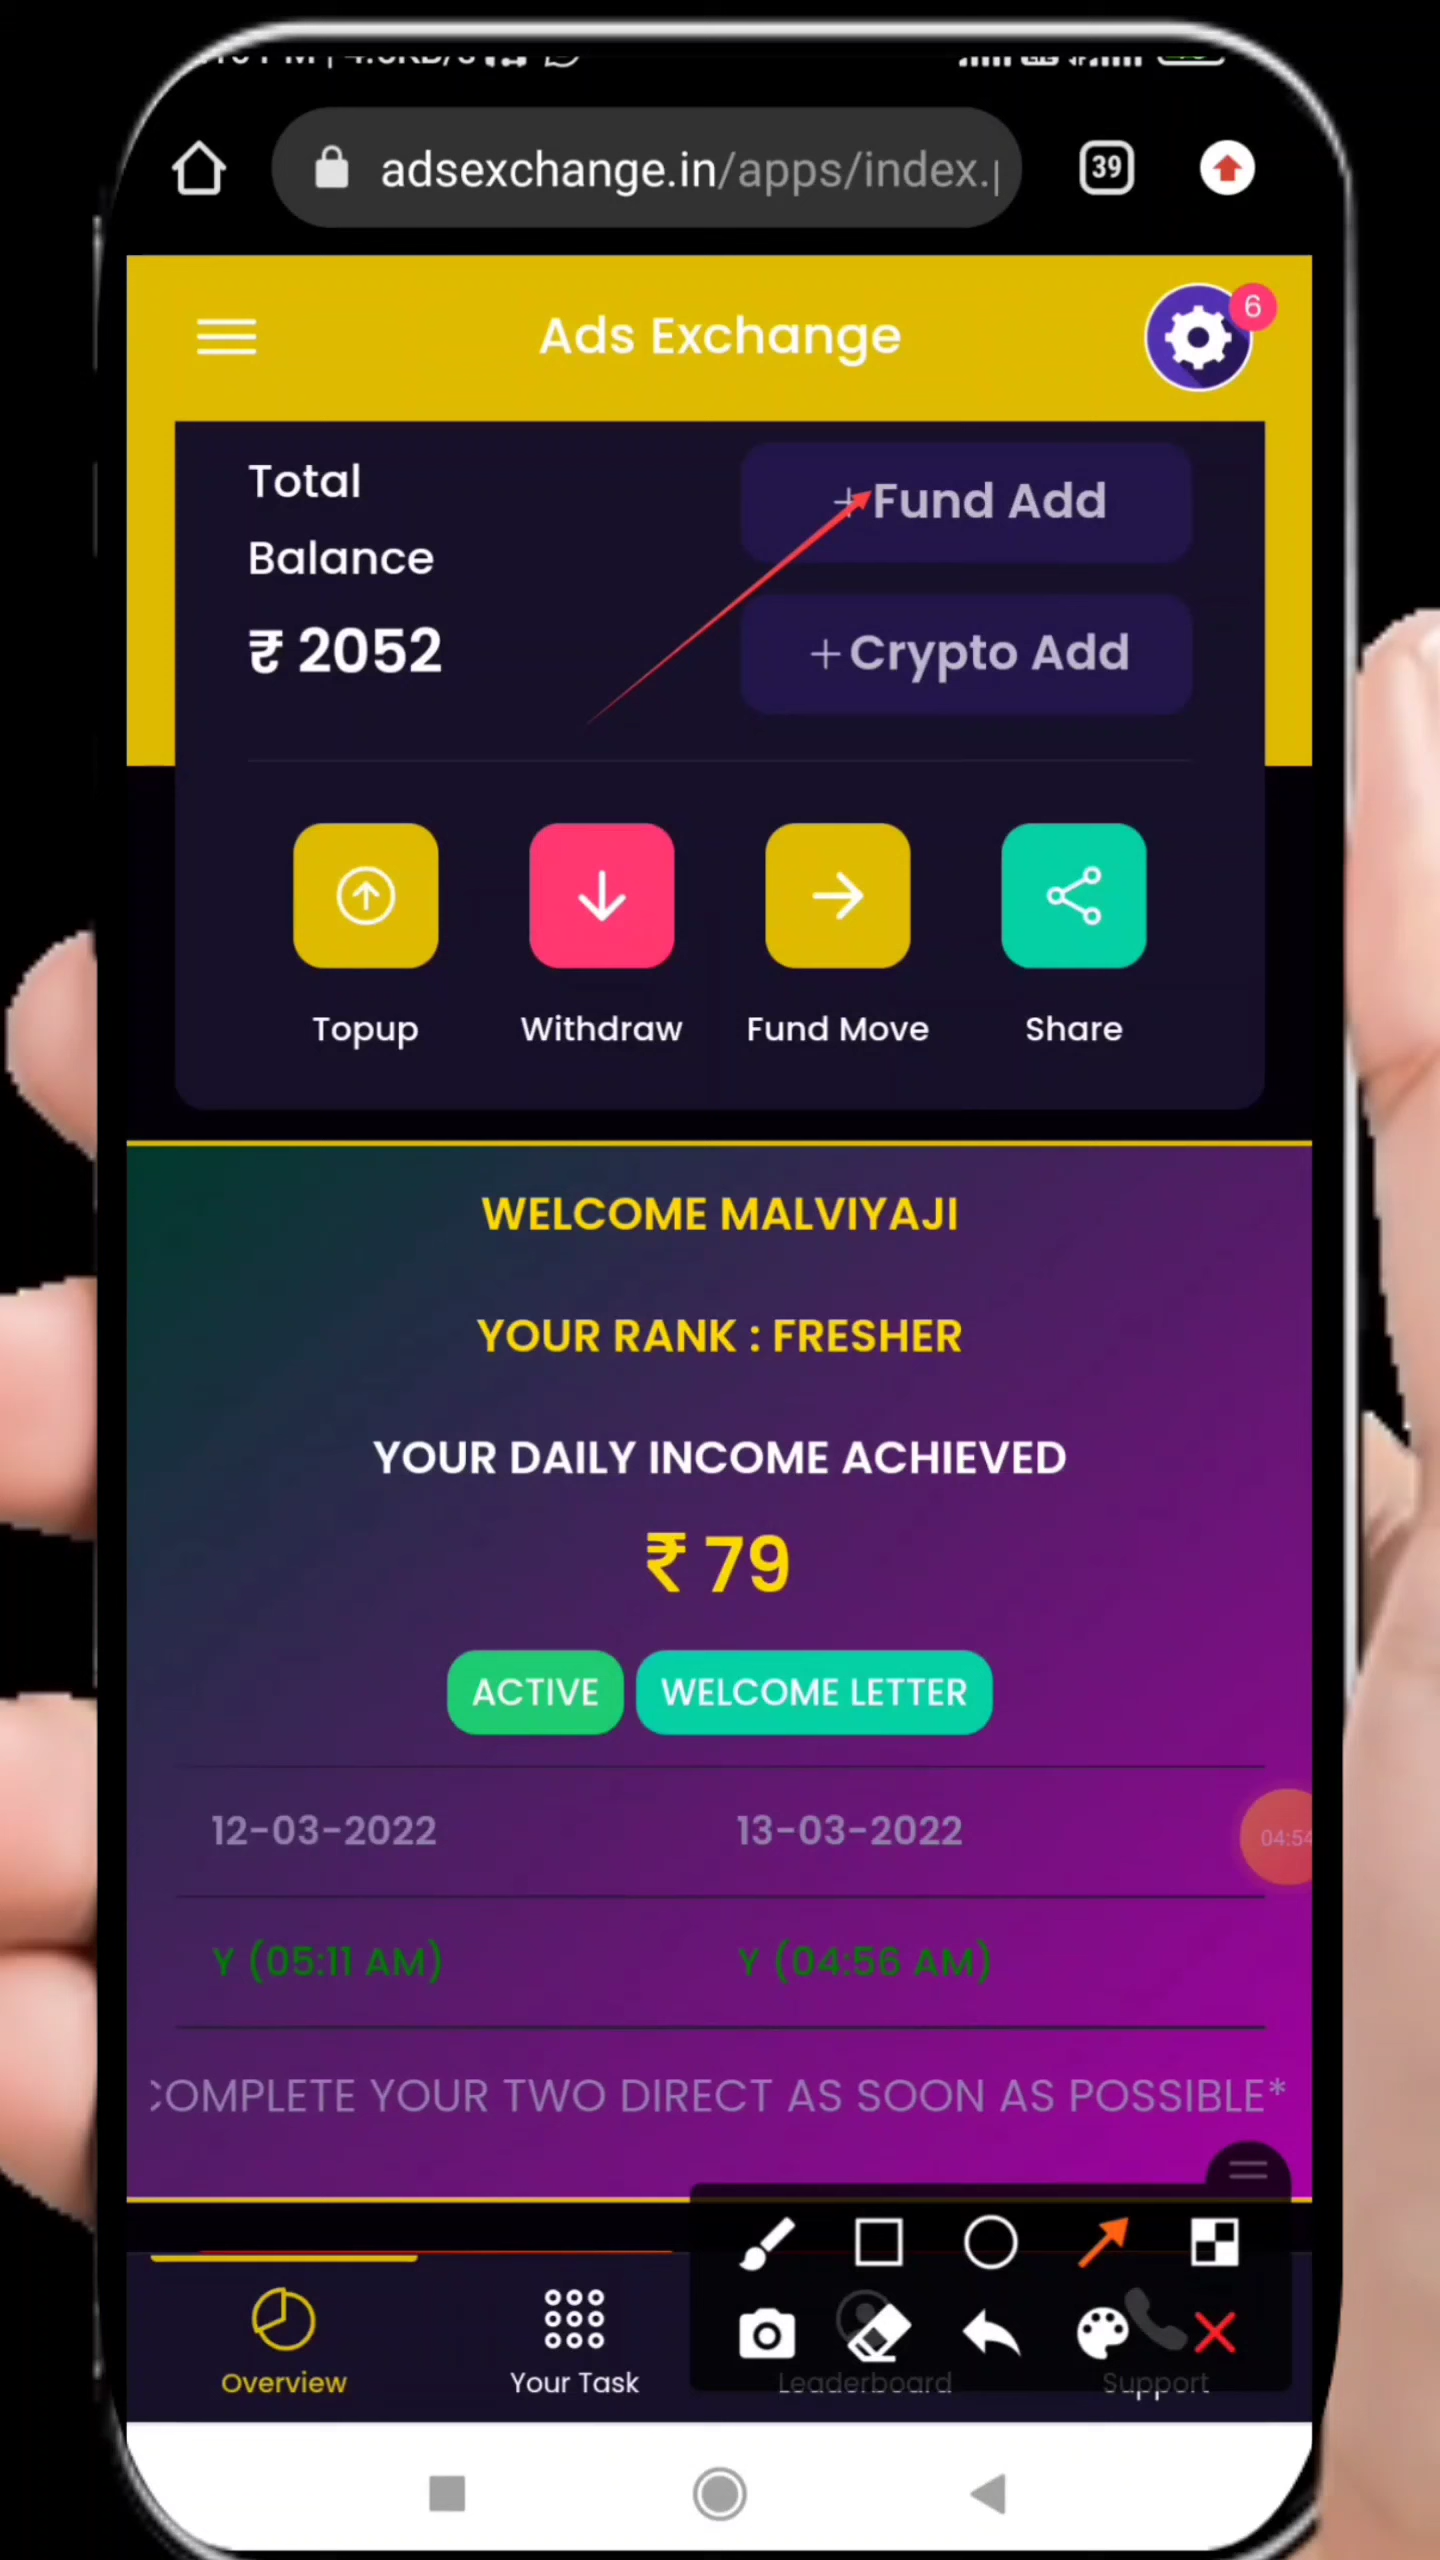 39
adsexchange.in/apps/index.p
Ads Exchange
6
Total
Balance
₹ 2052
+Fund Add
+Crypto Add
Topup
Withdraw
Fund Move
Share
WELCOME MALVIYAJI
YOUR RANK : FRESHER
YOUR DAILY INCOME ACHIEVED
₹ 79
ACTIVE
WELCOME LETTER
12-03-2022
13-03-2022
04:54
Y (05:11 AM)
Y (04:56 AM)
COMPLETE YOUR TWO DIRECT AS SOON AS POSSIBLE*
Overview
Your Task
Leaderboard
Support